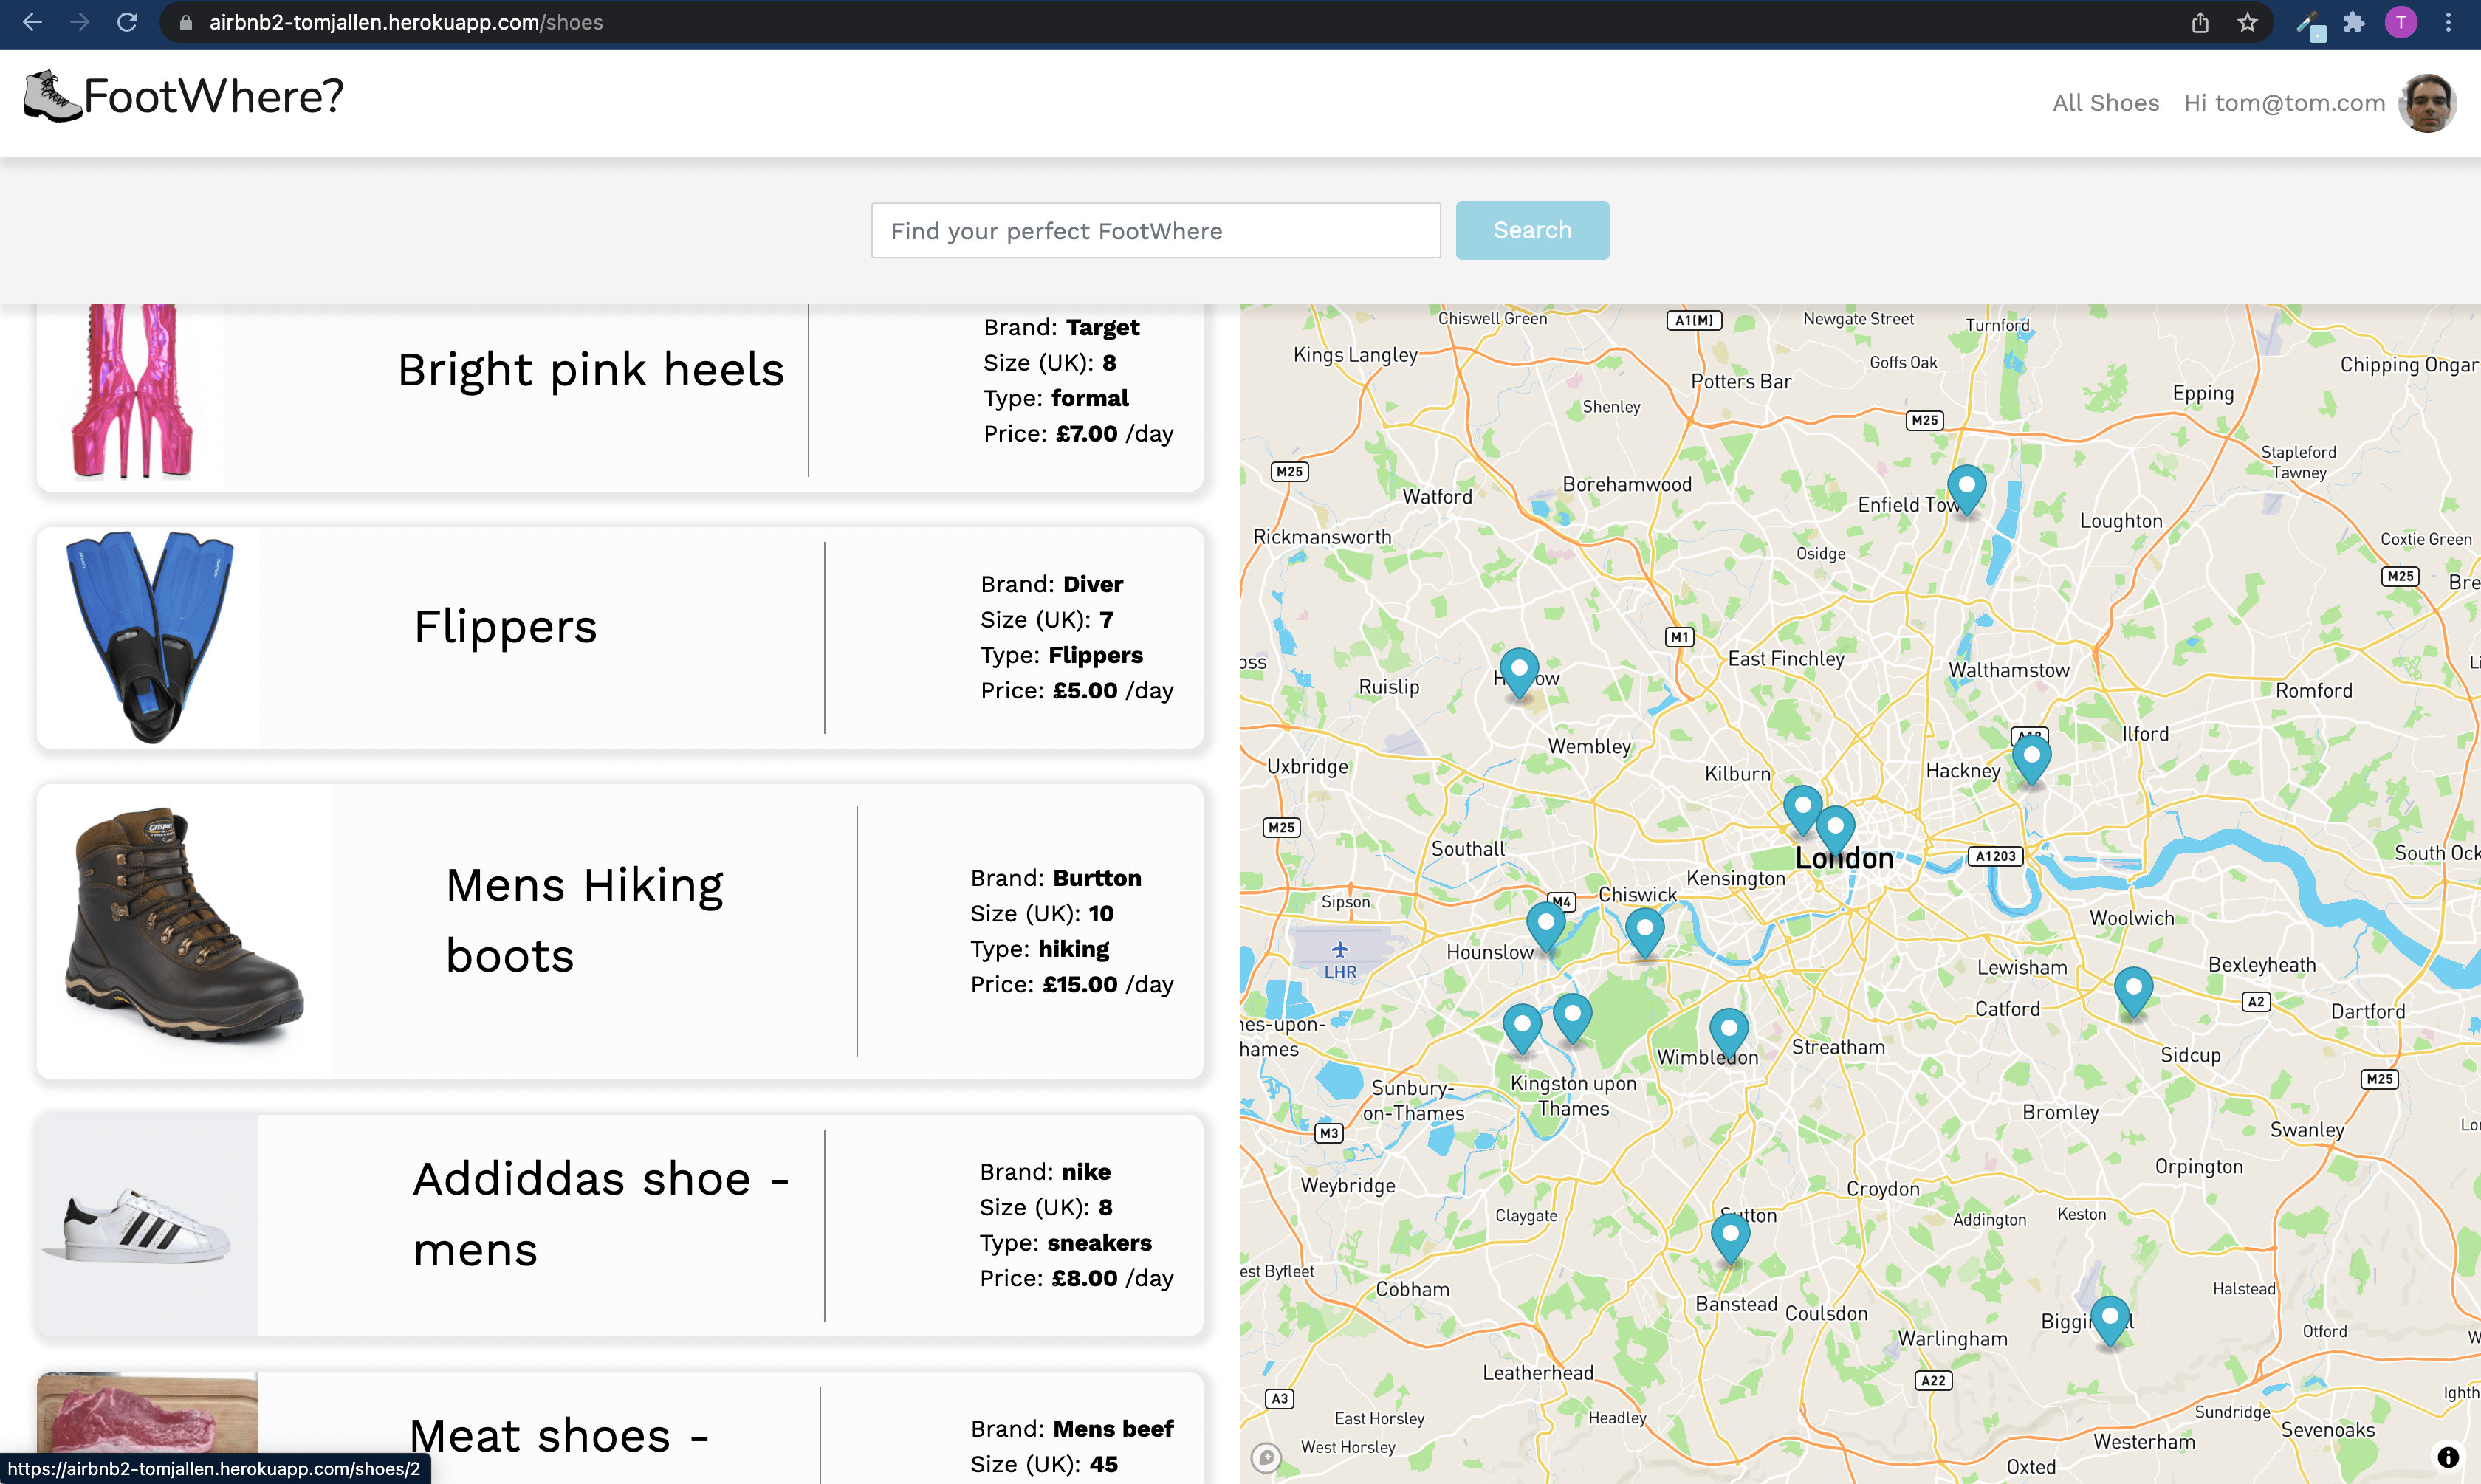 airbnb2-tomjallen.herokuapp.com/shoes
T
FootWhere?
All Shoes
Hi tom@tom.com
Find your perfect FootWhere
Search
Bright pink heels
Brand: Target
Size (UK): 8
Type: formal
Price: £7.00 /day
Flippers
Brand: Diver
Size (UK): 7
Type: Flippers
Price: £5.00 /day
Mens Hiking
boots
Brand: Burtton
Size (UK): 10
Type: hiking
Price: £15.00 /day
Addiddas shoe -
mens
Brand: nike
Size (UK): 8
Type: sneakers
Price: £8.00 /day
Meat shoes -
Brand: Mens beef
Size (UK): 45
https://airbnb2-tomjallen.herokuapp.com/shoes/2
Chiswell Green
A1(M)
Newgate Street
Turnford
Kings Langley
Goffs Oak
Chipping Ongar
Potters Bar
Epping
Shenley
M25
Stapleford
Tawney
M25
Watford
Borehamwood
Enfield
Loughton
Rickmansworth
Coxtie Green
Osidge
M25
M1
East Finchley
Walthamstow
Ruislip
Romford
Ilford
Wembley
Uxbridge
Kilburn
Hackney
M25
Southall
London
A1203
South Ock
Kensington
Sipson
M4
Chiswick
Woolwich
Hounslow
LHR
Lewisham
Bexleyheath
Catford
A2
Dartford
nes-upon-
hames
Wimbledon
Streatham
Sidcup
M25
Sunbury-
on-Thames
Kingston upon
Thames
Bromley
M3
Swanley
Orpington
Weybridge
Croydon
Claygate
Sutton
Addington
Keston
est Byfleet
Cobham
Halstead
Banstead
Coulsdon
Warlingham
Otford
Leatherhead
A22
A3
East Horsley
Headley
Sundridge
Ighth
West Horsley
Sevenoaks
Westerham
Oxted